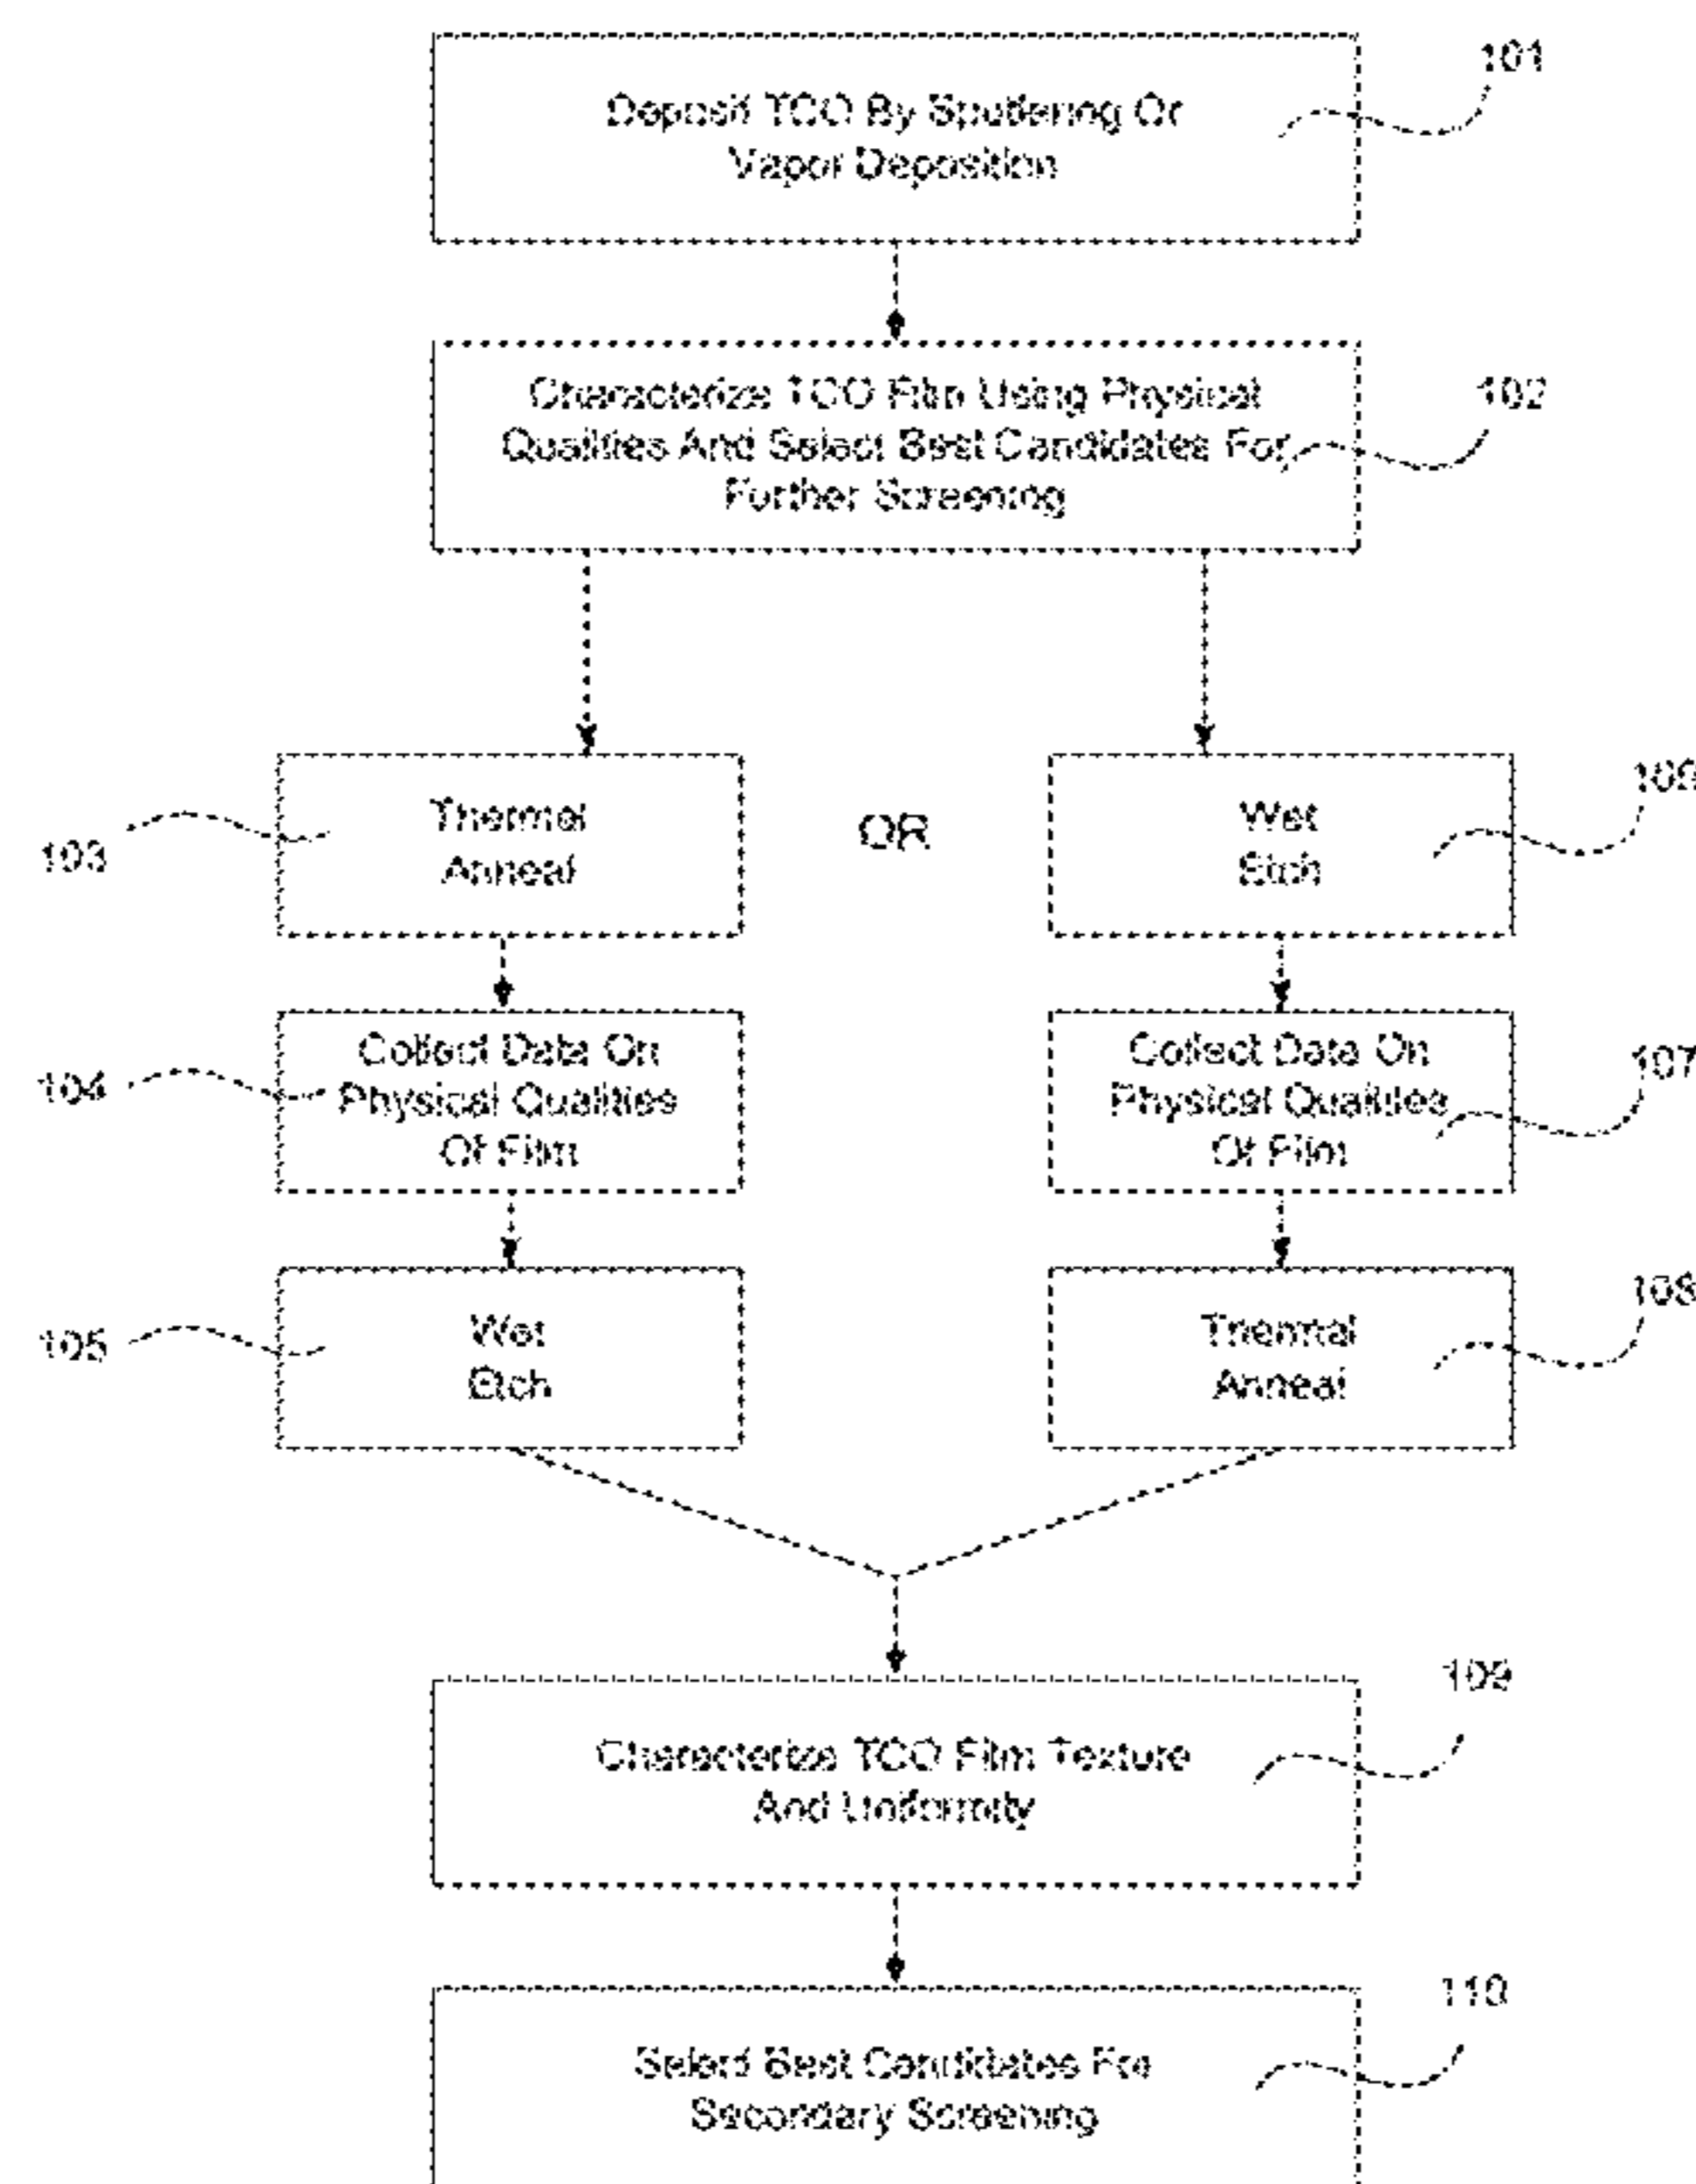 Deposit TCO By Sputtering Or
Vapor Deposition
101
Characterize TCO Film Using Physical
Qualities And Select Best Candidates For
Further Screening
102
Thermal
Anneal
103
OR
Wet
Etch
Collect Data On
Physical Qualities
Of Film
104
Collect Data On
Physical Qualities
Of Film
107
Wet
Etch
105
Thermal
Anneal
108
Characterize TCO Film Texture
And Uniformity
109
Select Best Candidates For
Secondary Screening
110